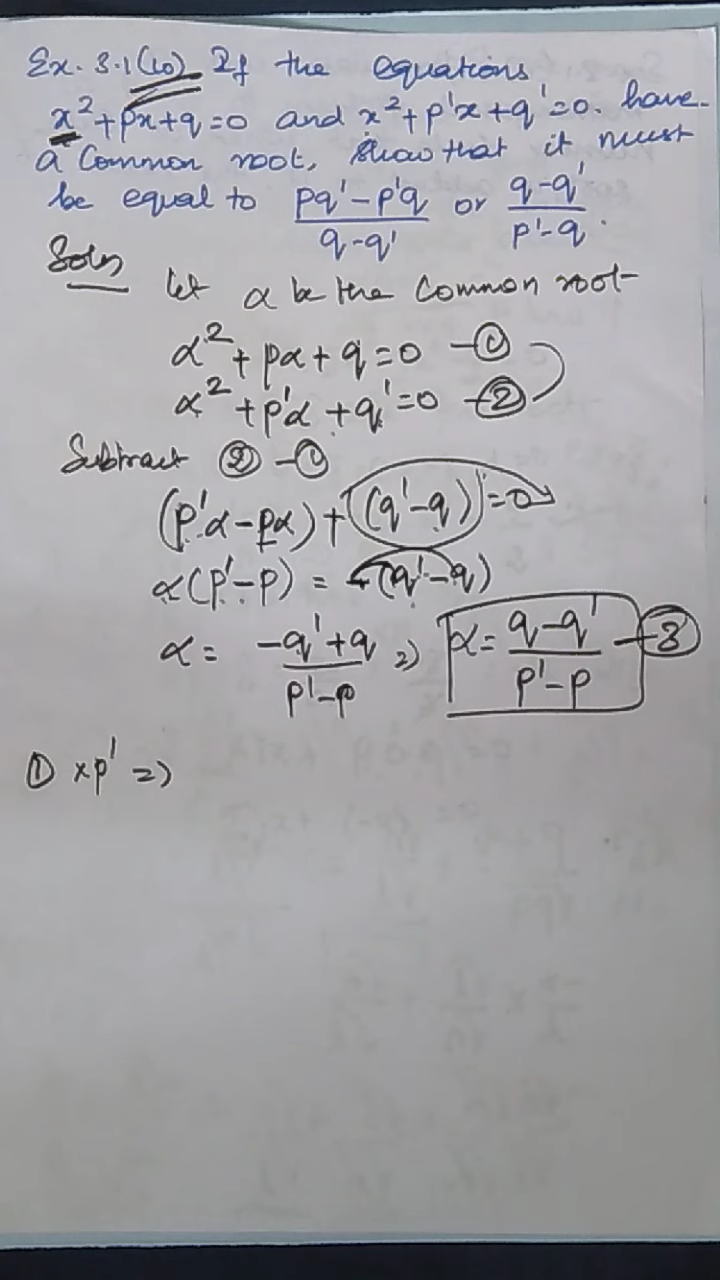 Ex. 3.1(10) If the equations
x² + px + q = 0 and x² + p'x + q' = 0. have
a Common root, show that it must
be equal to (pq' - p'q)/(q - q') or (q - q')/(p' - q).
Soln
let α be the Common root
α² + pα + q = 0 — ①
α² + p'α + q' = 0 — ②
Subtract ② - ①
(p'α - pα) + (q' - q) = 0
α(p' - p) = -(q' - q)
α = (-q' + q)/(p' - p) ⇒ α = (q - q')/(p' - p) — ③
① × p' ⇒